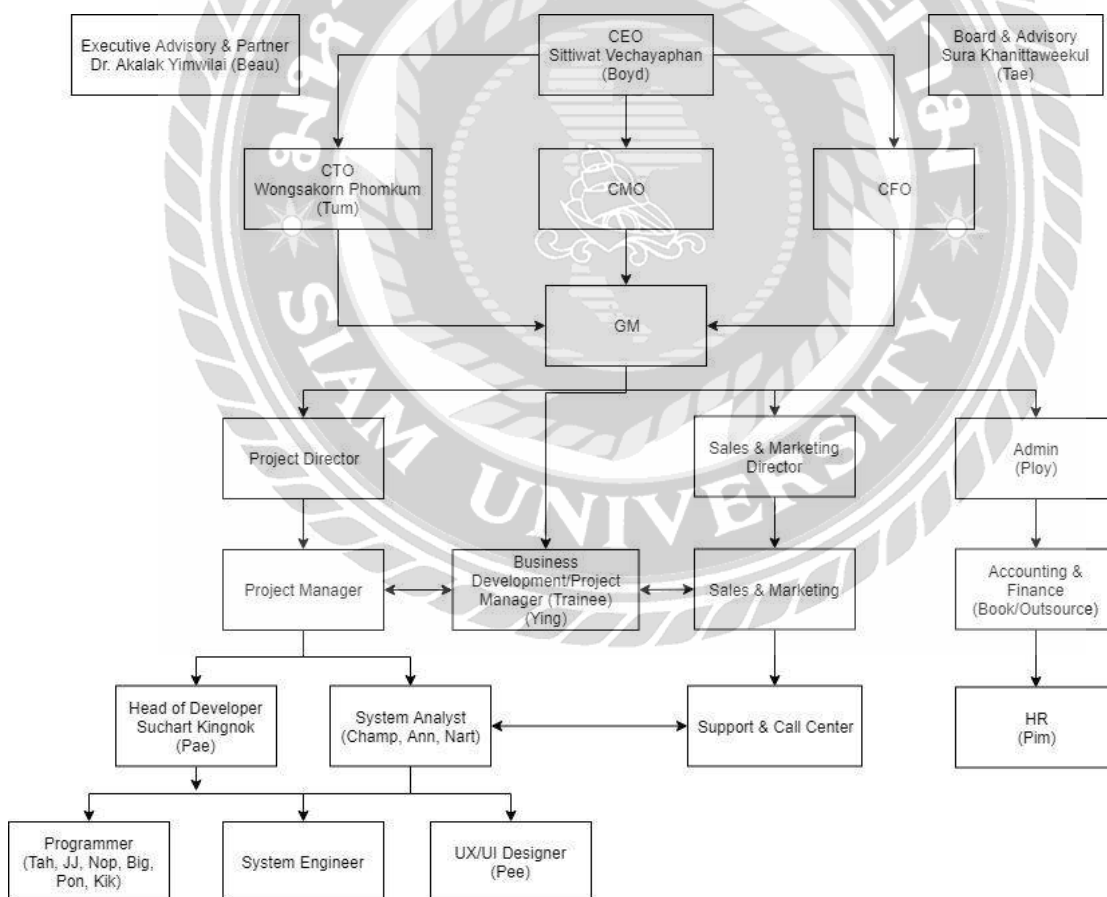 Executive Advisory & Partner
Dr. Akalak Yimwilai (Beau)
CEO
Sittiwat Vechayaphan
(Boyd)
Board & Advisory
Sura Khanittaweekul
(Tae)
CTO
Wongsakorn Phomkum
(Tum)
CMO
CFO
GM
Project Director
Sales & Marketing
Director
Admin
(Ploy)
Project Manager
Business
Development/Project
Manager (Trainee)
(Ying)
Sales & Marketing
Accounting &
Finance
(Book/Outsource)
Head of Developer
Suchart Kingnok
(Pae)
System Analyst
(Champ, Ann, Nart)
Support & Call Center
HR
(Pim)
Programmer
(Tah, JJ, Nop, Big,
Pon, Kik)
System Engineer
UX/UI Designer
(Pee)
SIAM UNIVERSITY